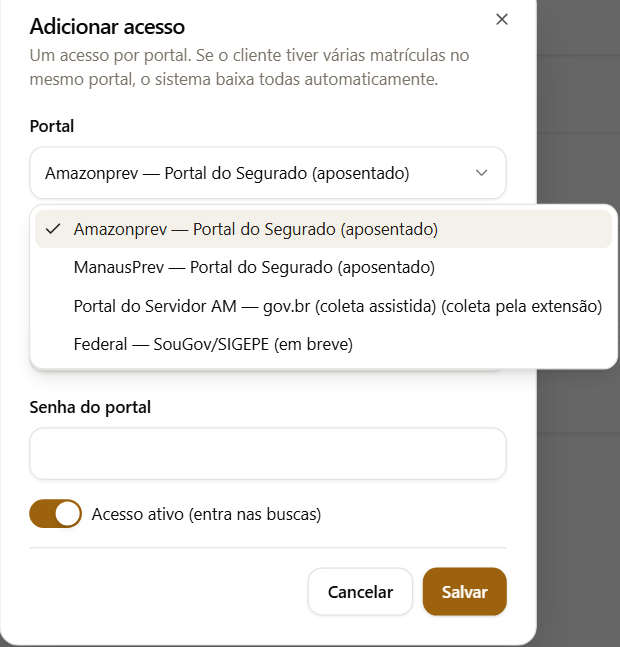 Adicionar acesso
Um acesso por portal. Se o cliente tiver várias matrículas no
mesmo portal, o sistema baixa todas automaticamente.
Portal
Amazonprev — Portal do Segurado (aposentado)
Amazonprev — Portal do Segurado (aposentado)
ManausPrev — Portal do Segurado (aposentado)
Portal do Servidor AM — gov.br (coleta assistida) (coleta pela extensão)
Federal — SouGov/SIGEPE (em breve)
Senha do portal
Acesso ativo (entra nas buscas)
Cancelar
Salvar